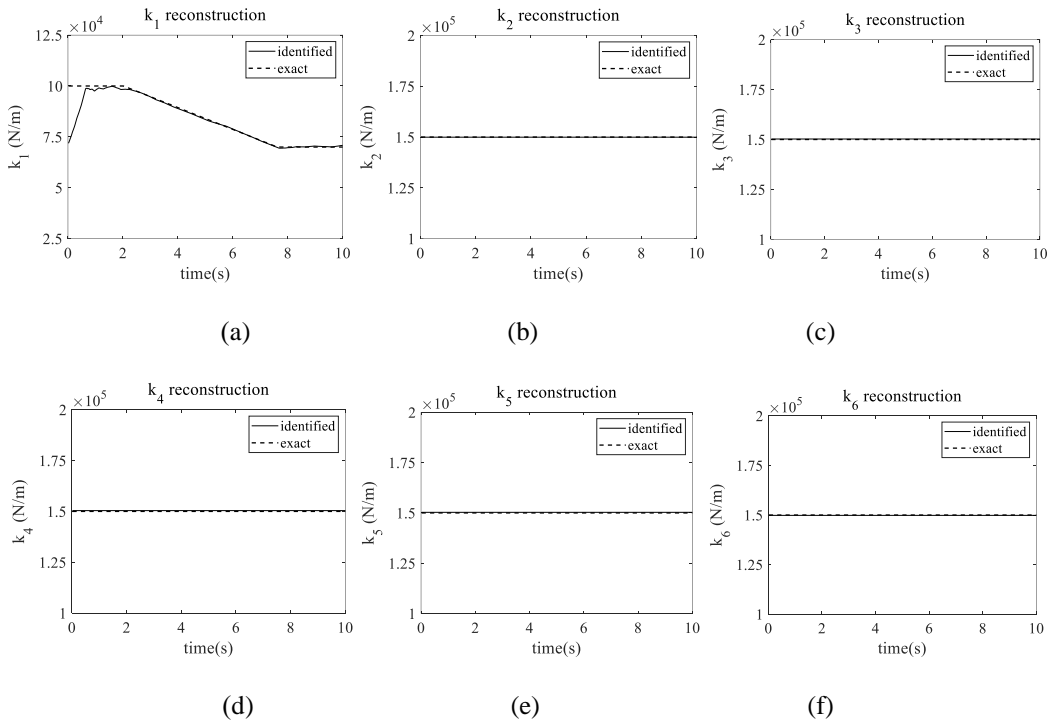 k1 reconstruction
×10^4
12.5
10
7.5
5
2.5
k1 (N/m)
identified
exact
0 2 4 6 8 10
time(s)
(a)
k2 reconstruction
×10^5
2
1.75
1.5
1.25
1
k2 (N/m)
identified
exact
0 2 4 6 8 10
time(s)
(b)
k3 reconstruction
×10^5
2
1.75
1.5
1.25
1
k3 (N/m)
identified
exact
0 2 4 6 8 10
time(s)
(c)
k4 reconstruction
×10^5
2
1.75
1.5
1.25
1
k4 (N/m)
identified
exact
0 2 4 6 8 10
time(s)
(d)
k5 reconstruction
×10^5
2
1.75
1.5
1.25
1
k5 (N/m)
identified
exact
0 2 4 6 8 10
time(s)
(e)
k6 reconstruction
×10^5
2
1.75
1.5
1.25
1
k6 (N/m)
identified
exact
0 2 4 6 8 10
time(s)
(f)